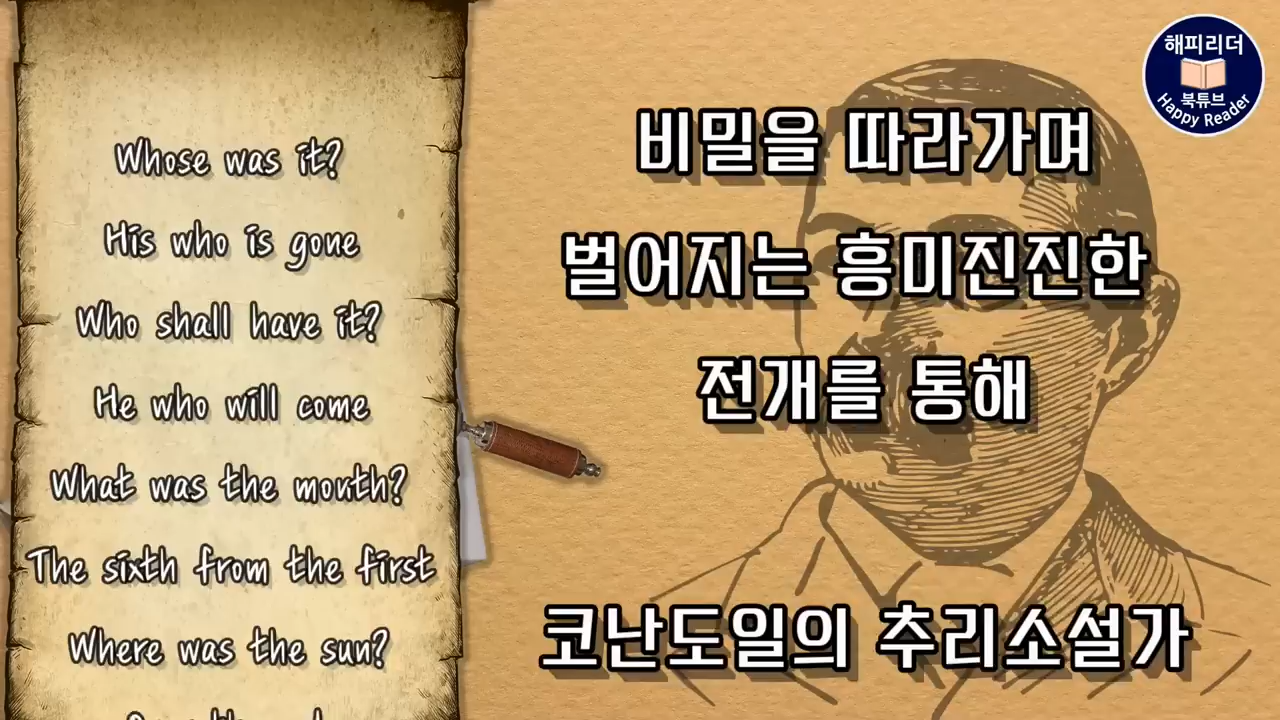 Whose was it?
His who is gone
Who shall have it?
He who will come
What was the month?
The sixth from the first
Where was the sun?
비밀을 따라가며
벌어지는 흥미진진한
전개를 통해
코난도일의 추리소설가
해피리더
북튜브
Happy Reader